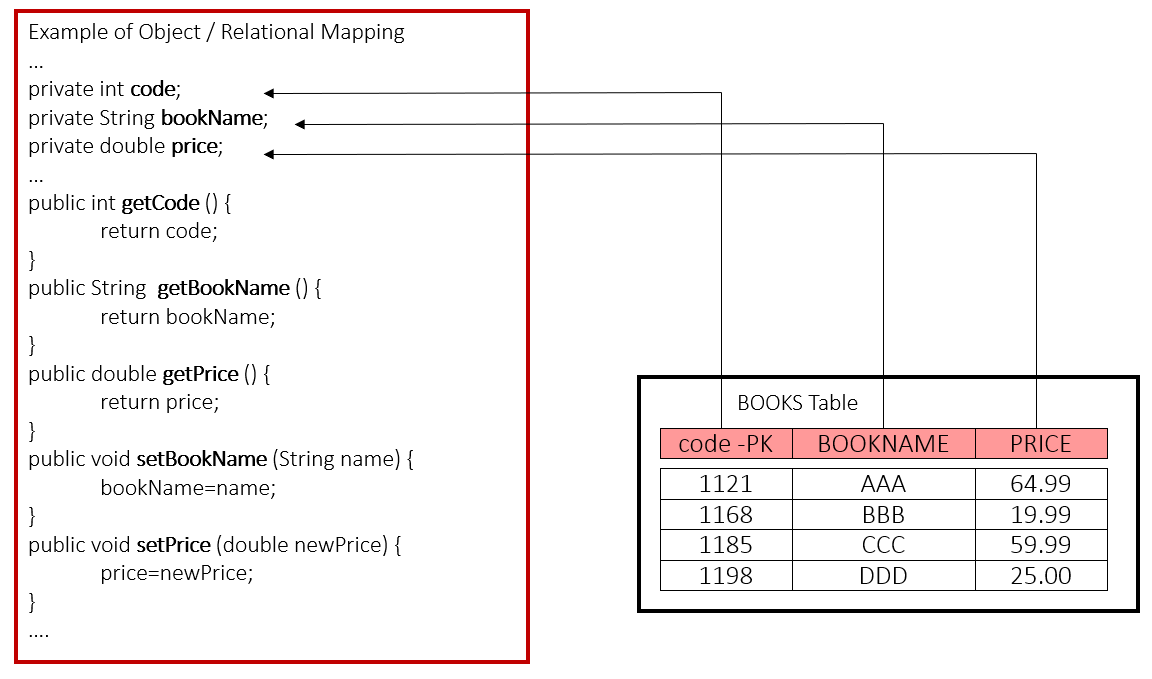 Example of Object / Relational Mapping
...
private int code;
private String bookName;
private double price;
...
public int getCode () {
return code;
}
public String getBookName () {
return bookName;
}
public double getPrice () {
return price;
}
public void setBookName (String name) {
bookName=name;
}
public void setPrice (double newPrice) {
price=newPrice;
}
....
BOOKS Table
code -PK BOOKNAME PRICE
1121 AAA 64.99
1168 BBB 19.99
1185 CCC 59.99
1198 DDD 25.00